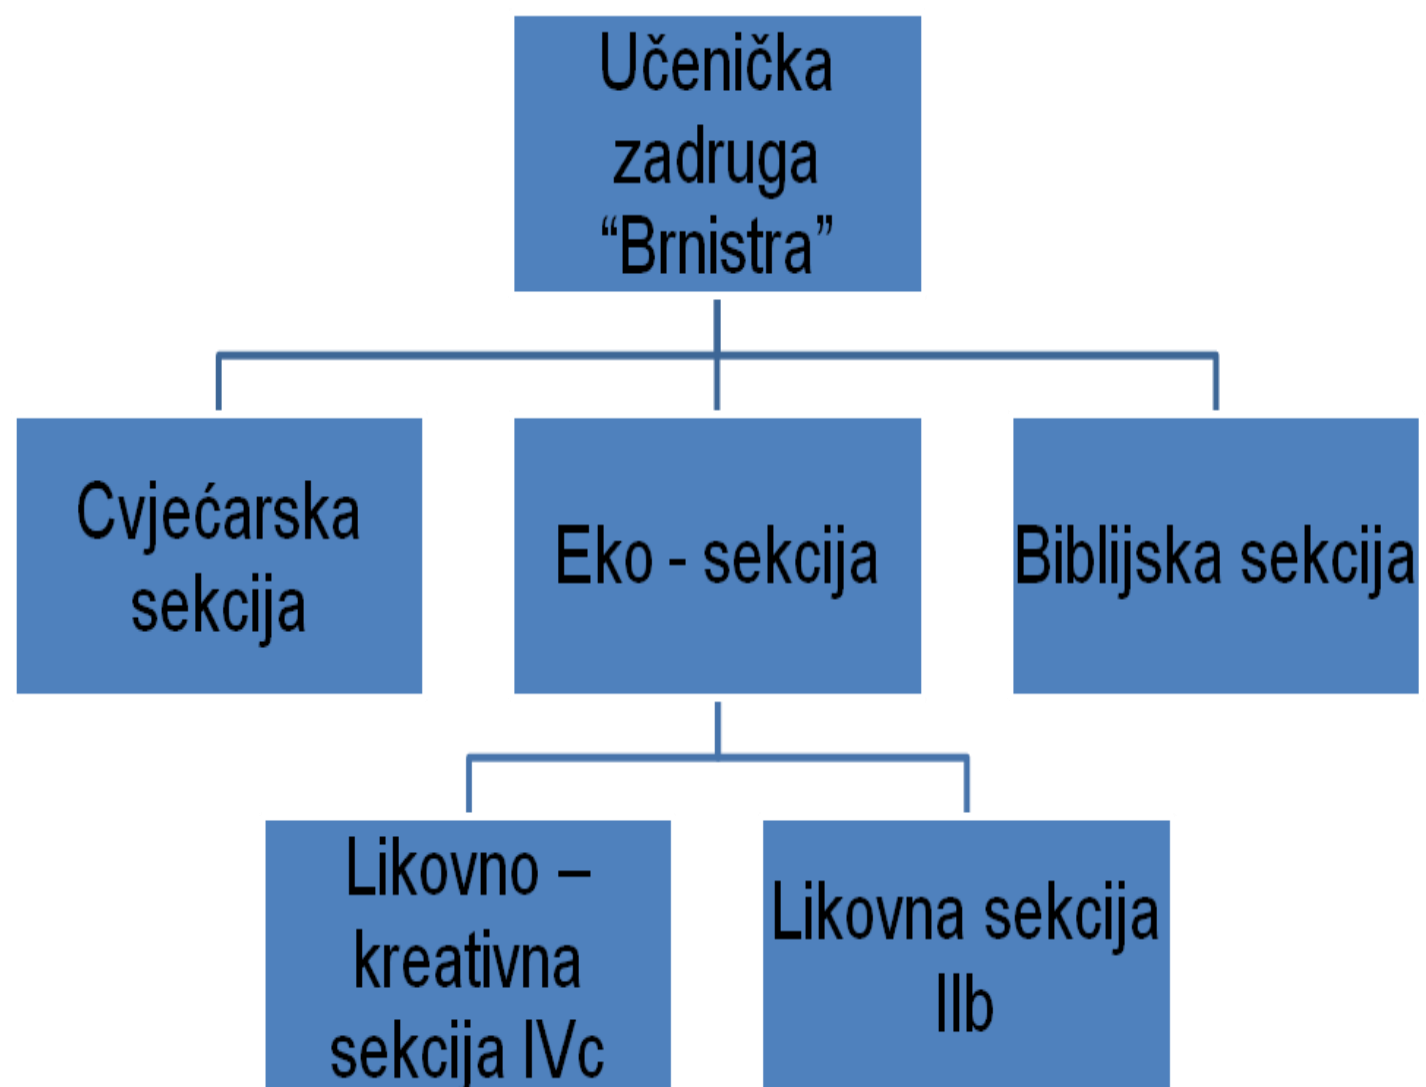 Učenička
zadruga
“Brnistra”
Cvjećarska
sekcija
Eko - sekcija
Biblijska sekcija
Likovno –
kreativna
sekcija IVc
Likovna sekcija
IIb